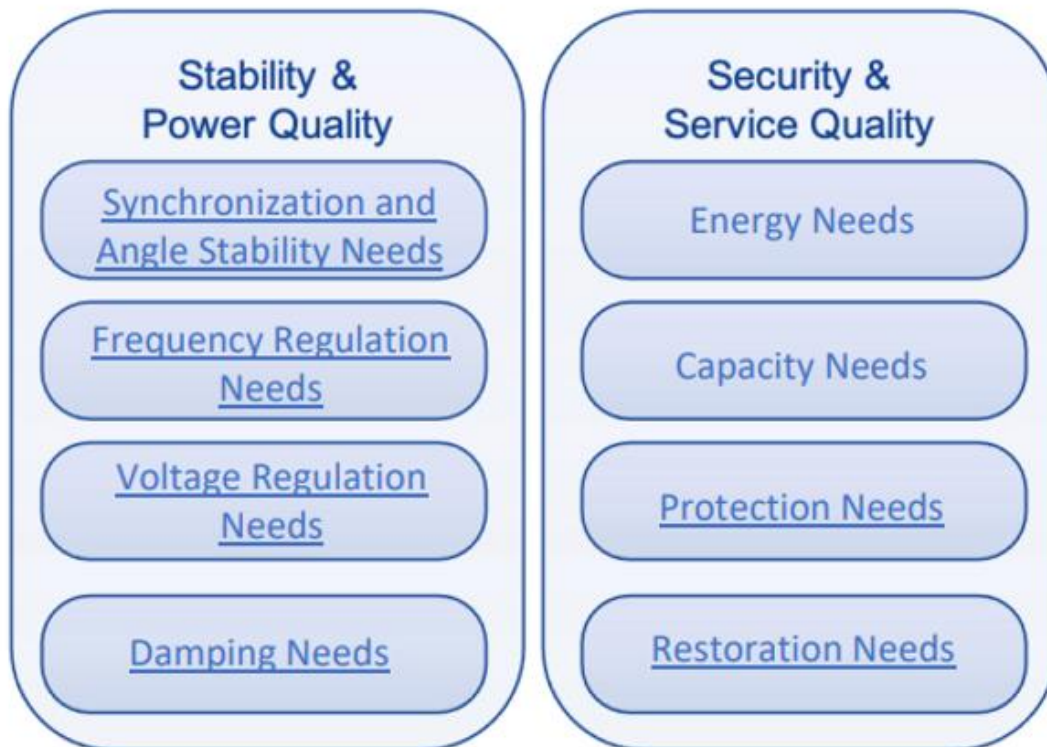 Stability &
Power Quality
Synchronization and
Angle Stability Needs
Frequency Regulation
Needs
Voltage Regulation
Needs
Damping Needs
Security &
Service Quality
Energy Needs
Capacity Needs
Protection Needs
Restoration Needs